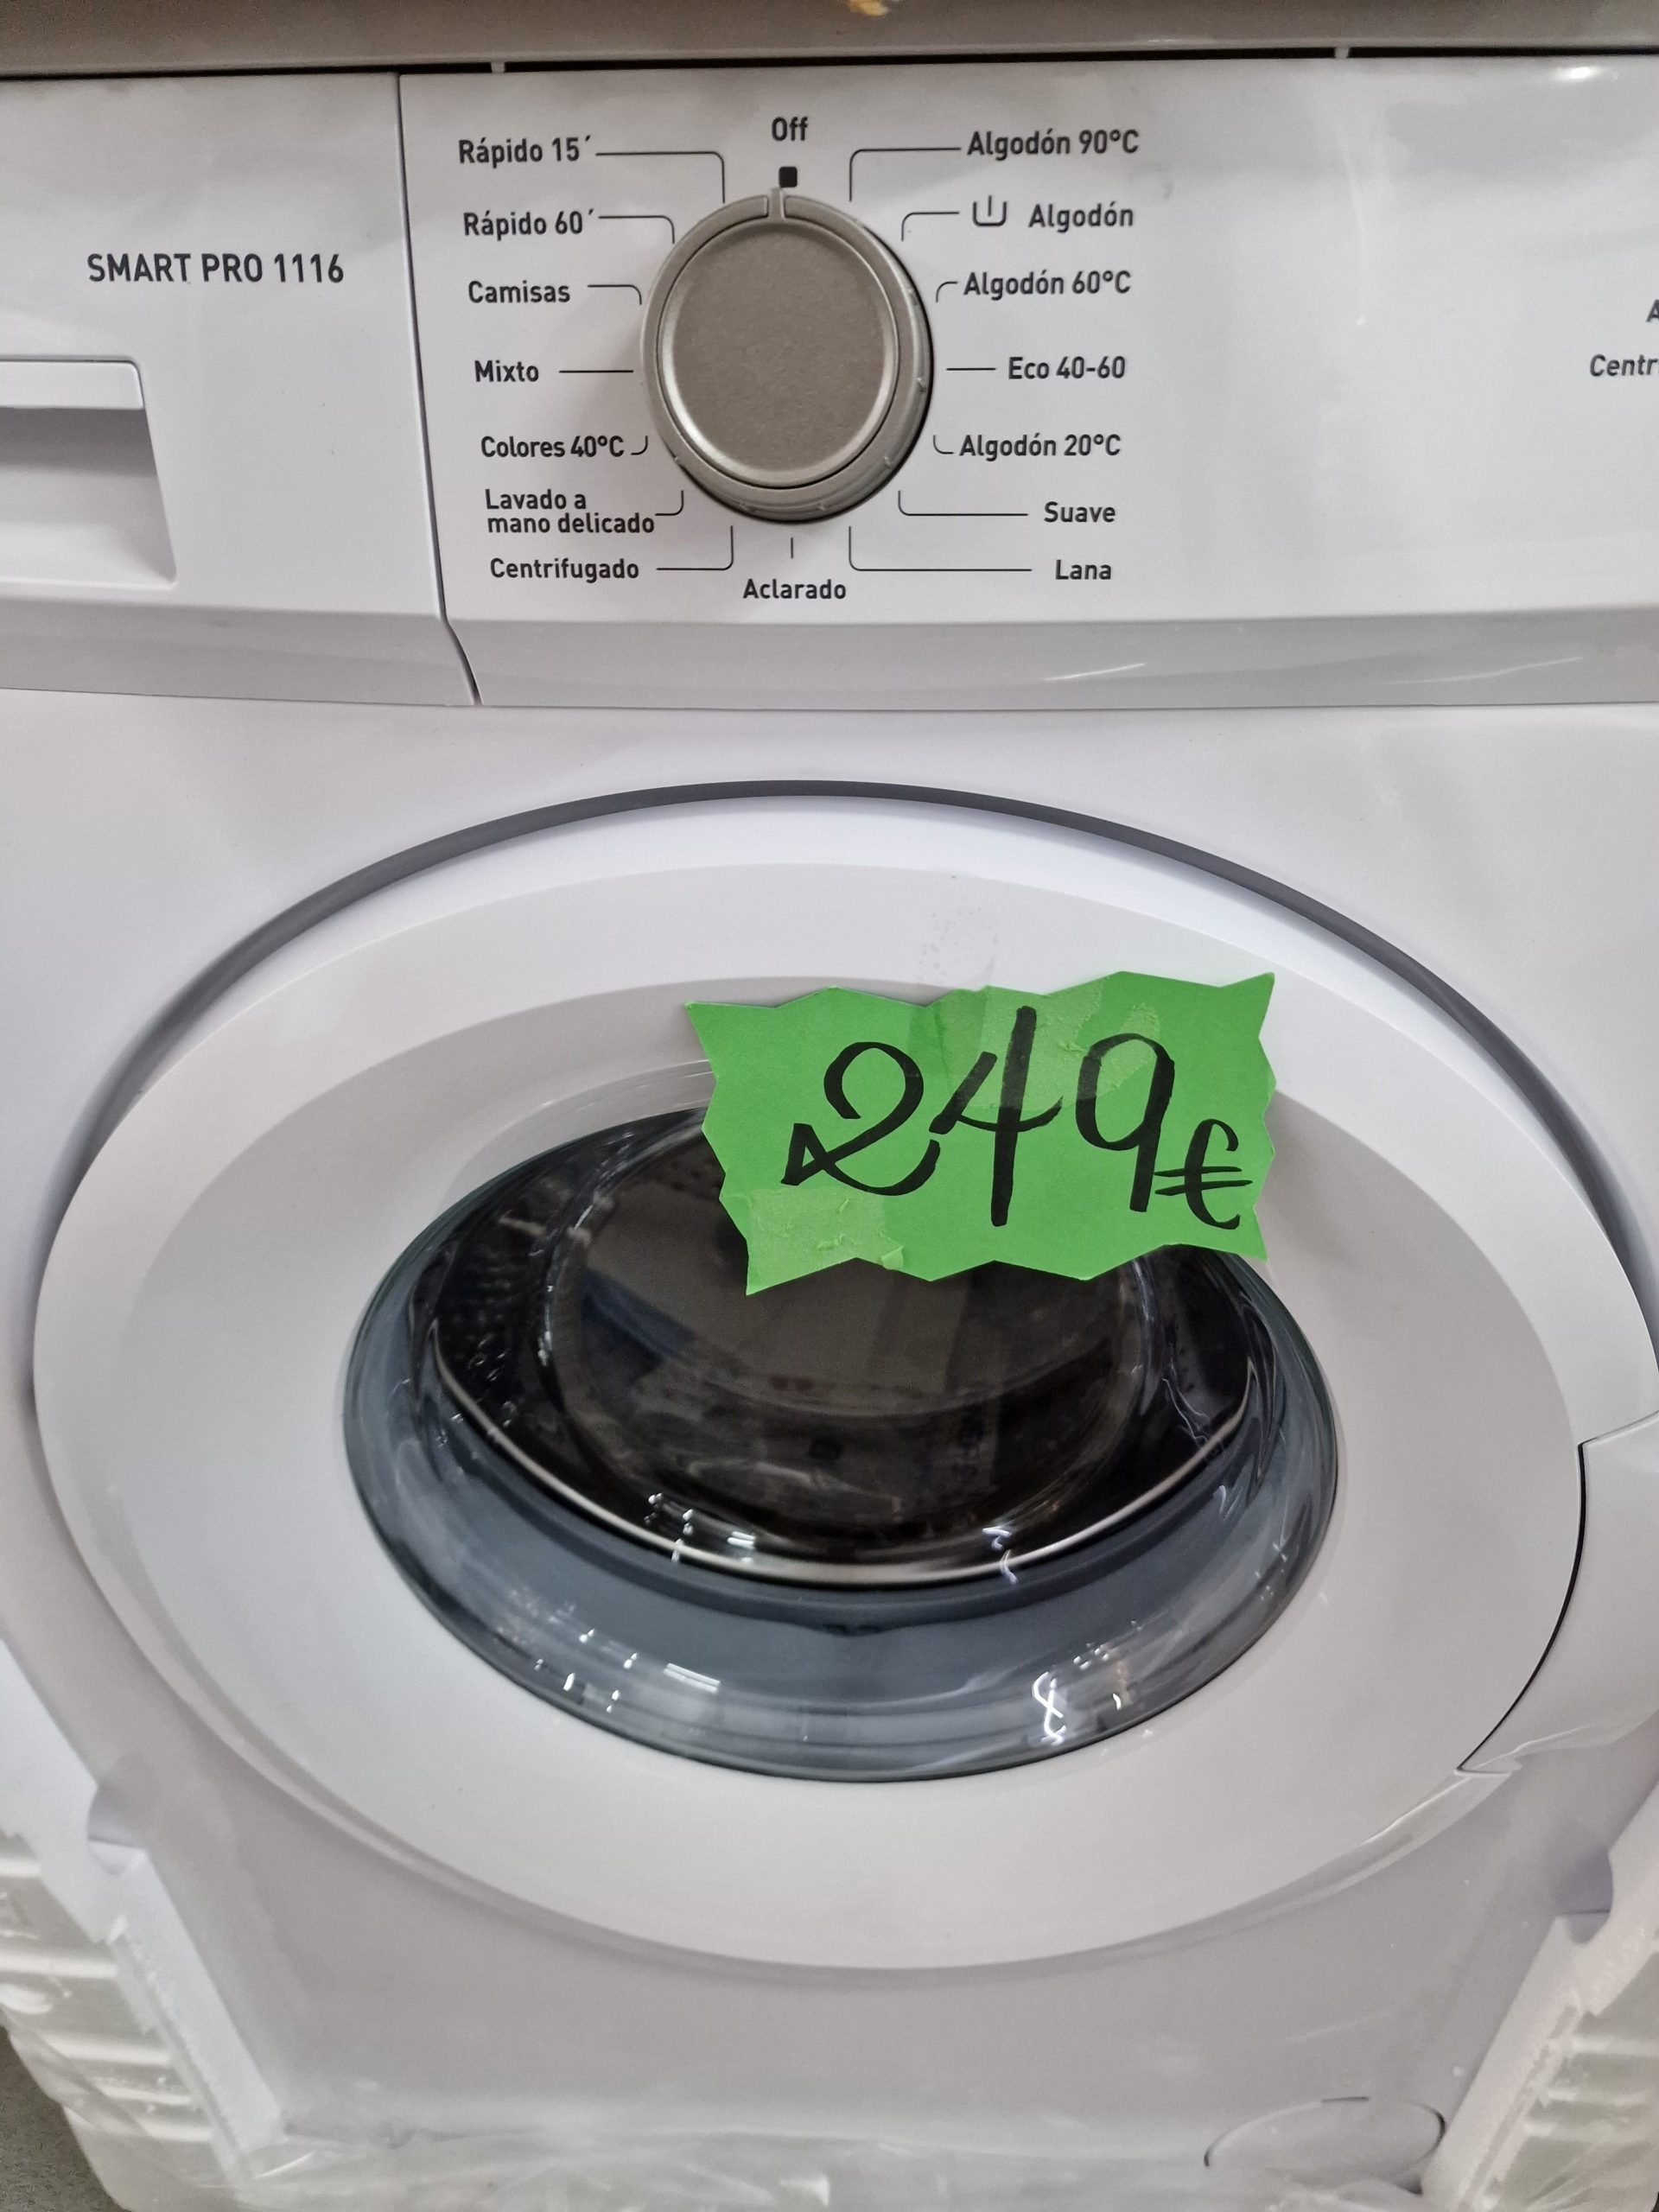 Off
Rápido 15´
Rápido 60´
Camisas
Mixto
Colores 40°C
Lavado a
mano delicado
Centrifugado
Aclarado
Algodón 90°C
Algodón
Algodón 60°C
Eco 40-60
Algodón 20°C
Suave
Lana
SMART PRO 1116
249€